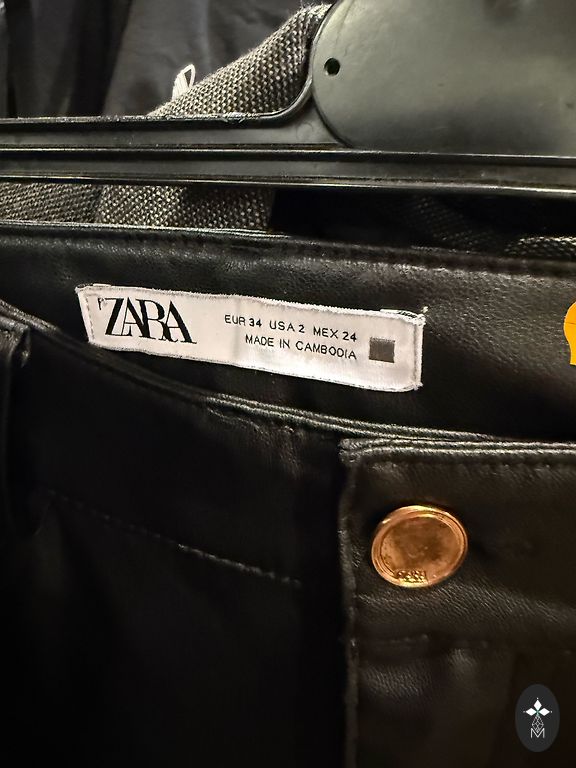 ZARA
EUR 34 USA 2 MEX 24
MADE IN CAMBODIA
M